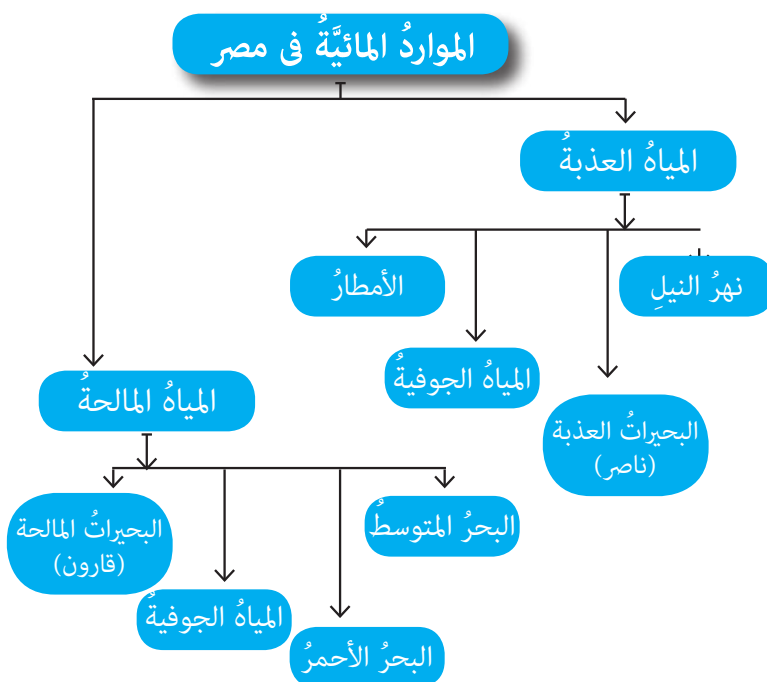 المواردُ المائيَّةُ فى مصر
المياهُ العذبةُ
نهرُ النيلِ
الأمطارُ
المياهُ الجوفيةُ
البحيراتُ العذبة
(ناصر)
المياهُ المالحةُ
البحرُ المتوسطُ
البحيراتُ المالحة
(قارون)
المياهُ الجوفيةُ
البحرُ الأحمرُ